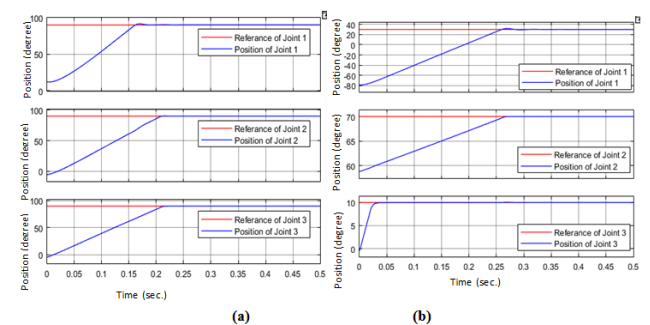 100
50
0
Position (degree)
Referance of Joint 1
Position of Joint 1
100
50
0
Position (degree)
Referance of Joint 2
Position of Joint 2
100
50
0
Position (degree)
Referance of Joint 3
Position of Joint 3
0 0.05 0.1 0.15 0.2 0.25 0.3 0.35 0.4 0.45 0.5
Time (sec.)
(a)
40
20
0
-20
-40
-60
-80
Position (degree)
Referance of Joint 1
Position of Joint 1
70
65
60
Position (degree)
Referance of Joint 2
Position of Joint 2
10
5
0
Position (degree)
Referance of Joint 3
Position of Joint 3
0 0.05 0.1 0.15 0.2 0.25 0.3 0.35 0.4 0.45 0.5
Time (sec.)
(b)